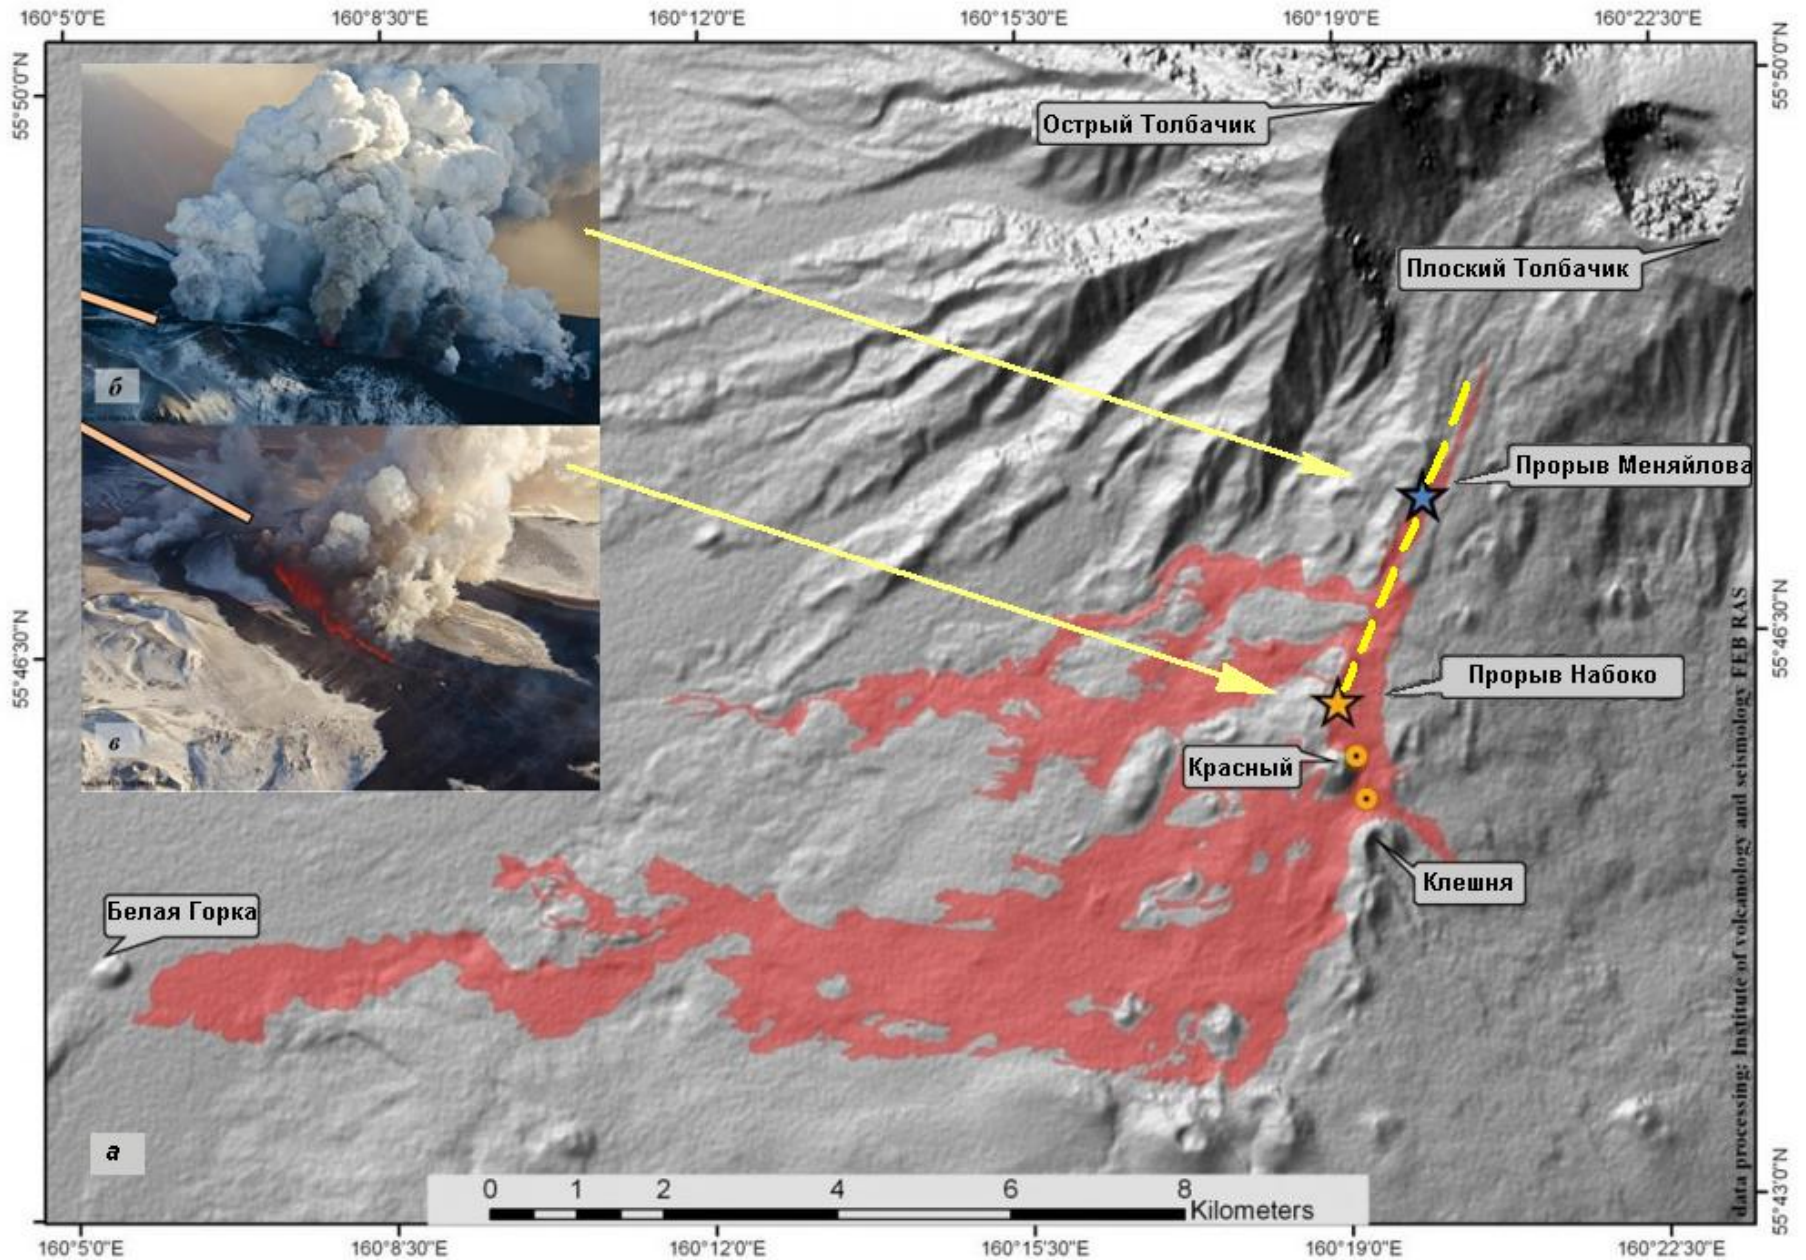 160°5'0"E
160°8'30"E
160°12'0"E
160°15'30"E
160°19'0"E
160°22'30"E
55°50'0"N
55°50'0"N
Острый Толбачик
Плоский Толбачик
б
Прорыв Меняйлова
55°46'30"N
55°46'30"N
Прорыв Набоко
в
Красный
Клешня
Белая Горка
а
data processing: Institute of volcanology and seismology FEB RAS
55°43'0"N
0 1 2 4 6 8
Kilometers
160°5'0"E
160°8'30"E
160°12'0"E
160°15'30"E
160°19'0"E
160°22'30"E